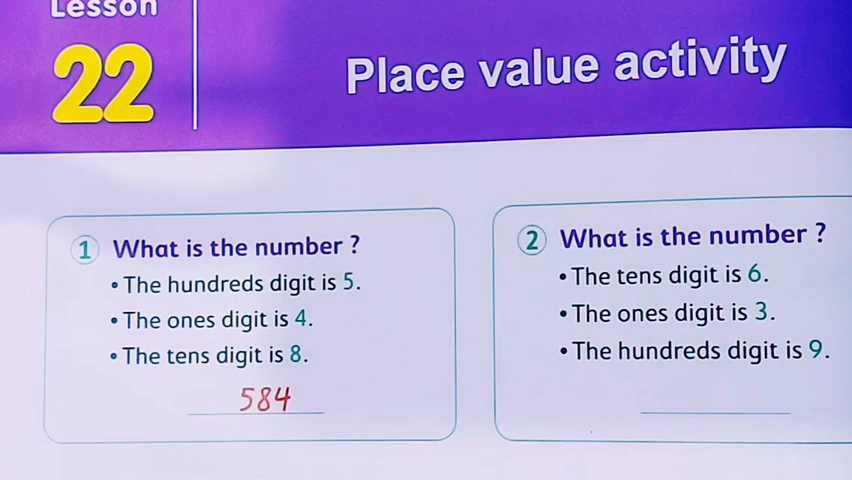 Lesson
22
Place value activity
1 What is the number ?
• The hundreds digit is 5.
• The ones digit is 4.
• The tens digit is 8.
584
2 What is the number ?
• The tens digit is 6.
• The ones digit is 3.
• The hundreds digit is 9.